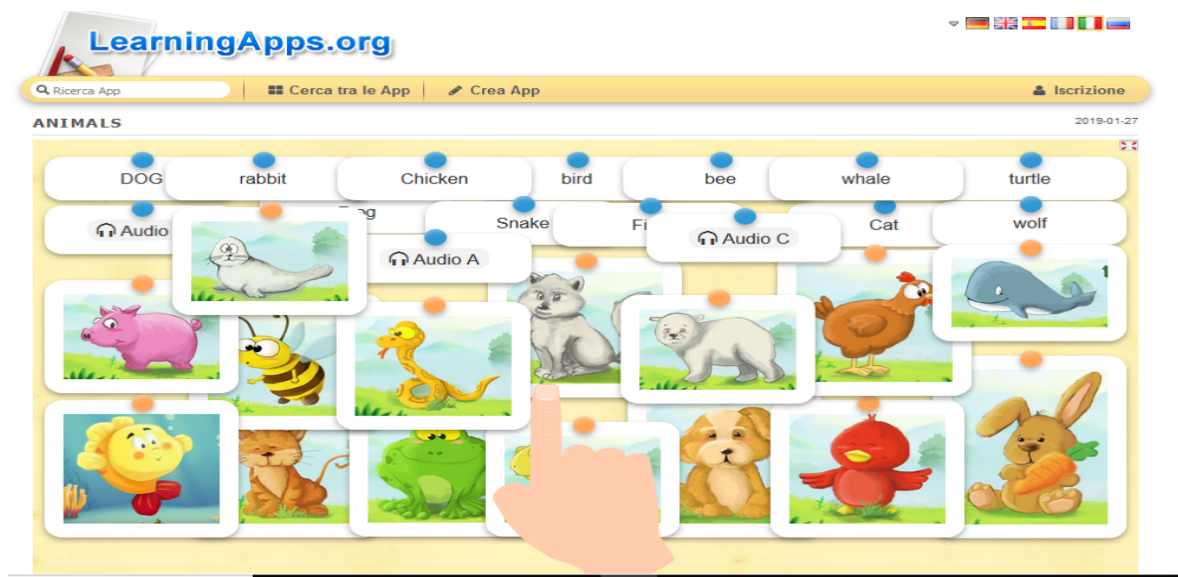 LearningApps.org
Ricerca App
Cerca tra le App
Crea App
Iscrizione
ANIMALS
2019-01-27
DOG
rabbit
Chicken
bird
bee
whale
turtle
Audio
Snake
Fi
Audio C
Cat
wolf
Audio A